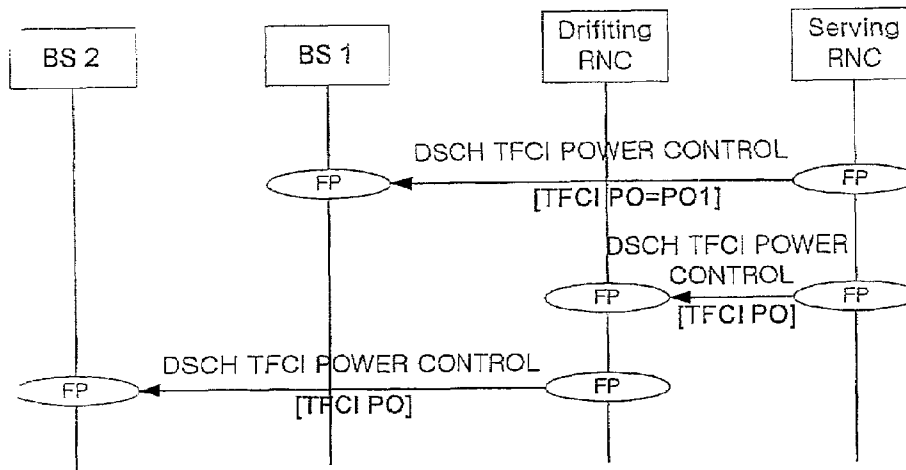 BS 2
BS 1
Drifiting
RNC
Serving
RNC
DSCH TFCI POWER CONTROL
FP
FP
[TFCI PO=PO1]
DSCH TFCI POWER
CONTROL
FP
FP
[TFCI PO]
DSCH TFCI POWER CONTROL
FP
FP
[TFCI PO]